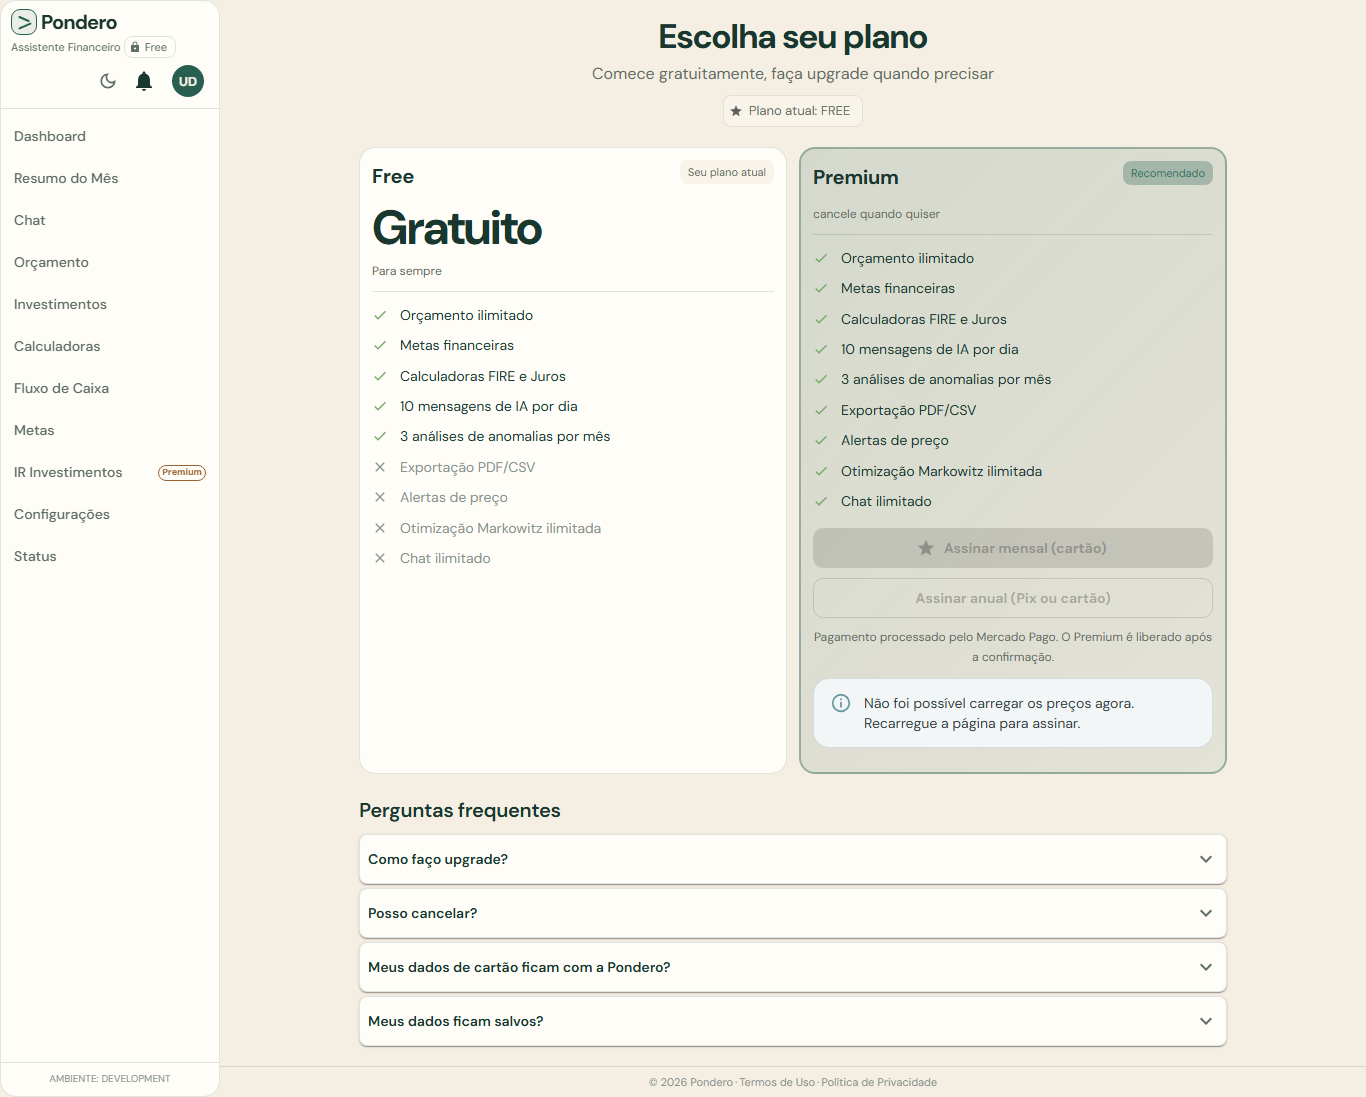 Pondero
Assistente Financeiro Free
UD
Dashboard
Resumo do Mês
Chat
Orçamento
Investimentos
Calculadoras
Fluxo de Caixa
Metas
IR Investimentos Premium
Configurações
Status
AMBIENTE: DEVELOPMENT
Escolha seu plano
Comece gratuitamente, faça upgrade quando precisar
Plano atual: FREE
Free
Seu plano atual
Gratuito
Para sempre
Orçamento ilimitado
Metas financeiras
Calculadoras FIRE e Juros
10 mensagens de IA por dia
3 análises de anomalias por mês
Exportação PDF/CSV
Alertas de preço
Otimização Markowitz ilimitada
Chat ilimitado
Premium
Recomendado
cancele quando quiser
Orçamento ilimitado
Metas financeiras
Calculadoras FIRE e Juros
10 mensagens de IA por dia
3 análises de anomalias por mês
Exportação PDF/CSV
Alertas de preço
Otimização Markowitz ilimitada
Chat ilimitado
Assinar mensal (cartão)
Assinar anual (Pix ou cartão)
Pagamento processado pelo Mercado Pago. O Premium é liberado após
a confirmação.
Não foi possível carregar os preços agora.
Recarregue a página para assinar.
Perguntas frequentes
Como faço upgrade?
Posso cancelar?
Meus dados de cartão ficam com a Pondero?
Meus dados ficam salvos?
© 2026 Pondero · Termos de Uso · Política de Privacidade